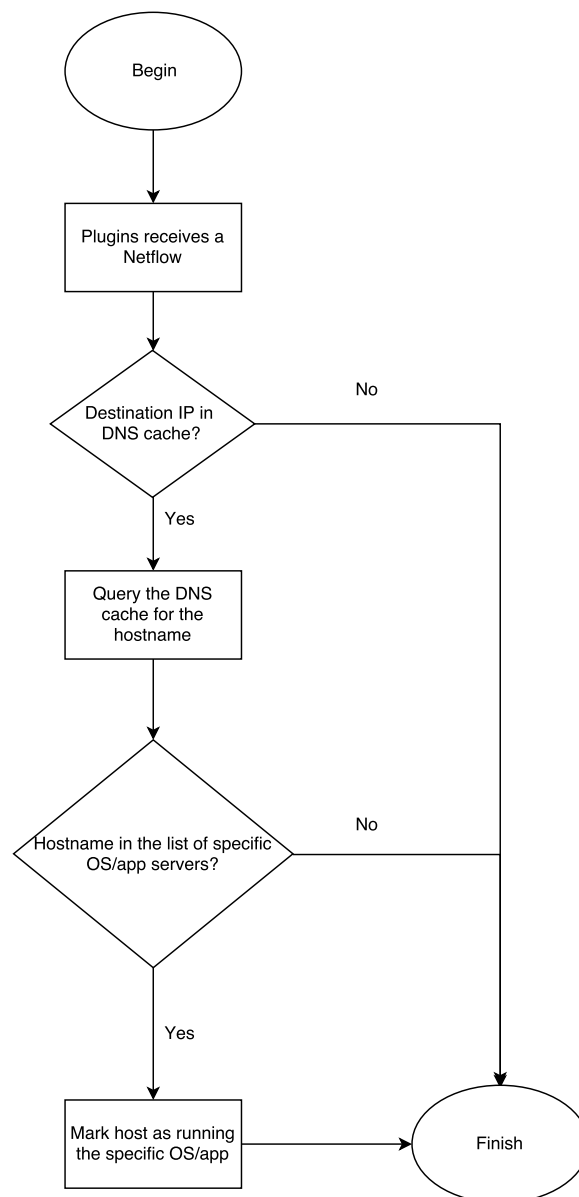 Begin
Plugins receives a
Netflow
Destination IP in
DNS cache?
No
Yes
Query the DNS
cache for the
hostname
Hostname in the list of specific
OS/app servers?
No
Yes
Mark host as running
the specific OS/app
Finish